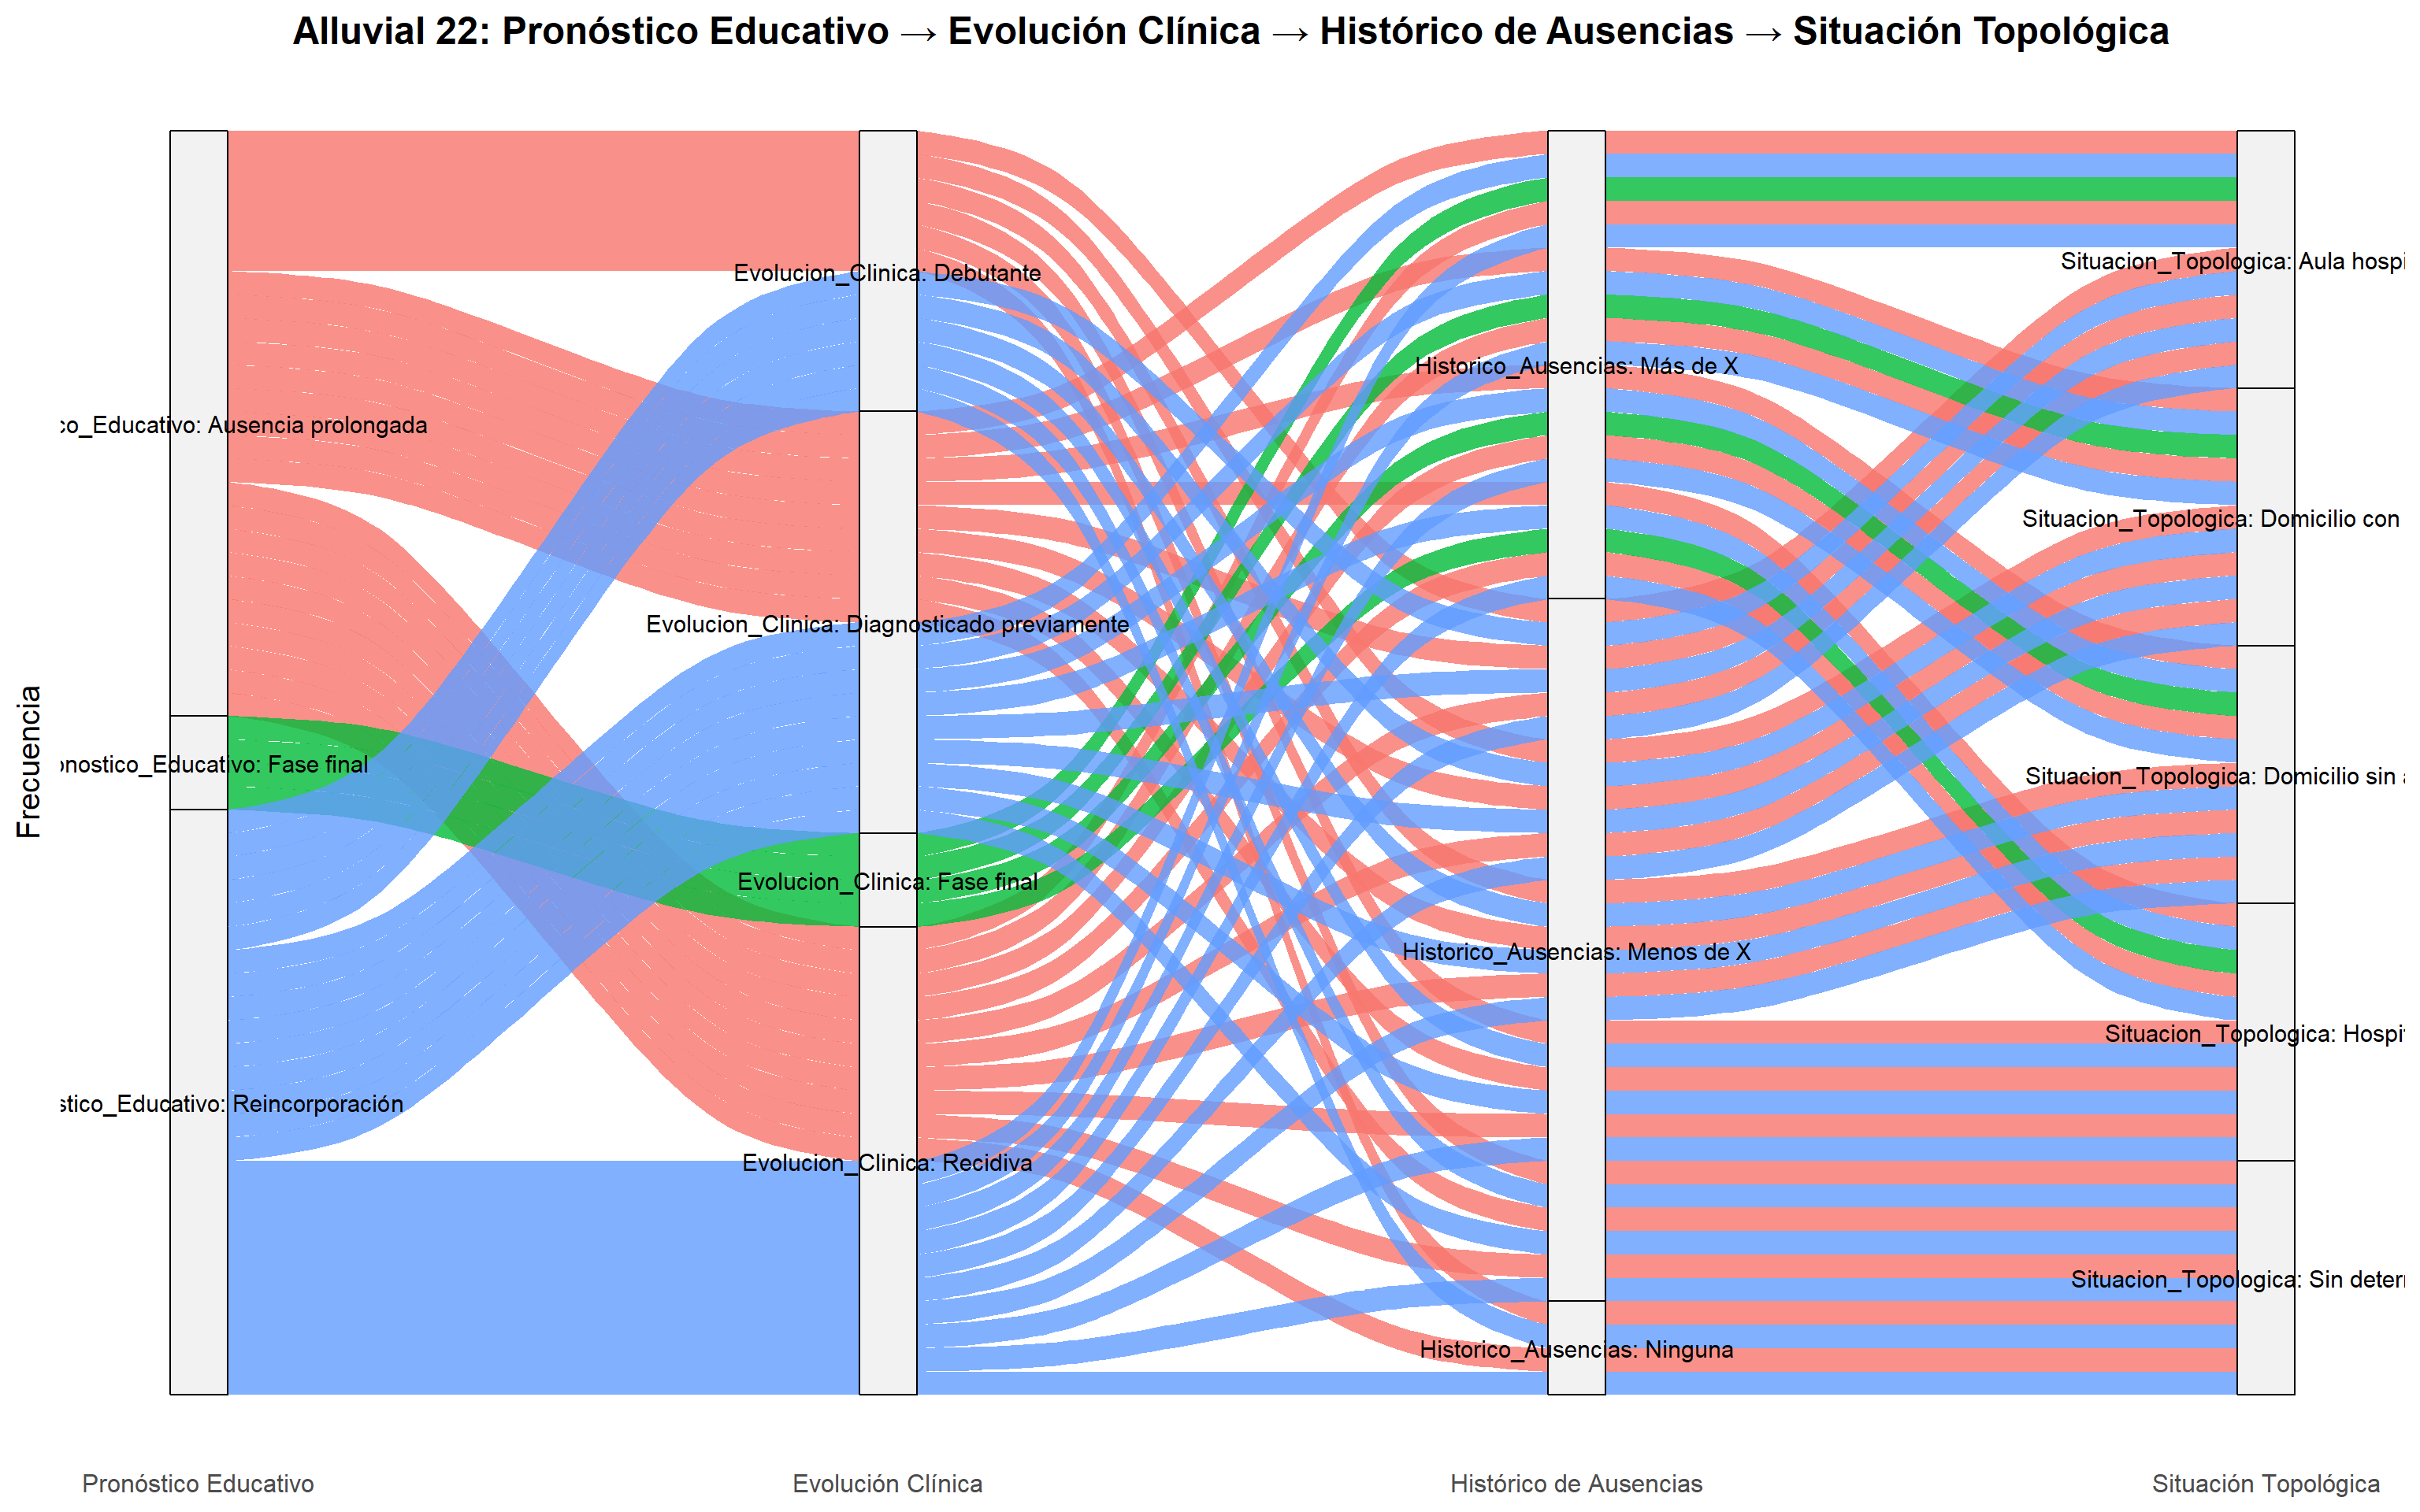 Alluvial 22: Pronóstico Educativo → Evolución Clínica → Histórico de Ausencias → Situación Topológica
Frecuencia
co_Educativo: Ausencia prolongada
onostico_Educativo: Fase final
stico_Educativo: Reincorporación
Evolucion_Clinica: Debutante
Evolucion_Clinica: Diagnosticado previamente
Evolucion_Clinica: Fase final
Evolucion_Clinica: Recidiva
Historico_Ausencias: Más de X
Historico_Ausencias: Menos de X
Historico_Ausencias: Ninguna
Situacion_Topologica: Aula hospi
Situacion_Topologica: Domicilio con
Situacion_Topologica: Domicilio sin a
Situacion_Topologica: Hospit
Situacion_Topologica: Sin deter
Pronóstico Educativo
Evolución Clínica
Histórico de Ausencias
Situación Topológica